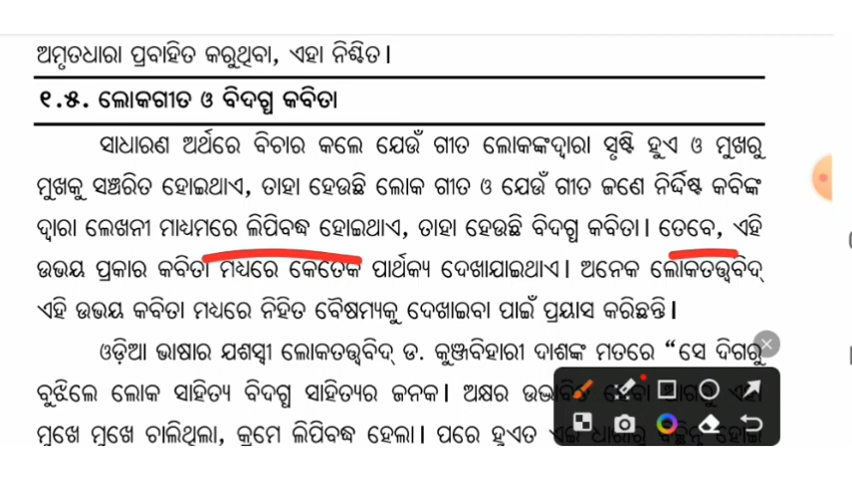 ଅମୃତଧାରା ପ୍ରବାହିତ କରୁଥିବା, ଏହା ନିଶ୍ଚିତ।
୧.୫. ଲୋକଗୀତ ଓ ବିଦଗ୍ଧ କବିତା
ସାଧାରଣ ଅର୍ଥରେ ବିଚାର କଲେ ଯେଉଁ ଗୀତ ଲୋକଙ୍କଦ୍ୱାରା ସୃଷ୍ଟି ହୁଏ ଓ ମୁଖରୁ
ମୁଖକୁ ସଞ୍ଚରିତ ହୋଇଥାଏ, ତାହା ହେଉଛି ଲୋକ ଗୀତ ଓ ଯେଉଁ ଗୀତ ଜଣେ ନିର୍ଦ୍ଦିଷ୍ଟ କବିଙ୍କ
ଦ୍ୱାରା ଲେଖନୀ ମାଧ୍ୟମରେ ଲିପିବଦ୍ଧ ହୋଇଥାଏ, ତାହା ହେଉଛି ବିଦଗ୍ଧ କବିତା। ତେବେ, ଏହି
ଉଭୟ ପ୍ରକାର କବିତା ମଧ୍ୟରେ କେତେକ ପାର୍ଥକ୍ୟ ଦେଖାଯାଇଥାଏ। ଅନେକ ଲୋକତତ୍ତ୍ୱବିଦ୍
ଏହି ଉଭୟ କବିତା ମଧ୍ୟରେ ନିହିତ ବୈଷମ୍ୟକୁ ଦେଖାଇବା ପାଇଁ ପ୍ରୟାସ କରିଛନ୍ତି।
ଓଡ଼ିଆ ଭାଷାର ଯଶସ୍ୱୀ ଲୋକତତ୍ତ୍ୱବିଦ୍ ଡ. କୁଞ୍ଜବିହାରୀ ଦାଶଙ୍କ ମତରେ “ସେ ଦିଗରୁ
ବୁଝିଲେ ଲୋକ ସାହିତ୍ୟ ବିଦଗ୍ଧ ସାହିତ୍ୟର ଜନକ। ଅକ୍ଷର
ମୁଖେ ମୁଖେ ଚାଲିଥିଲା, କ୍ରମେ ଲିପିବଦ୍ଧ ହେଲା। ପରେ ହୁଏତ